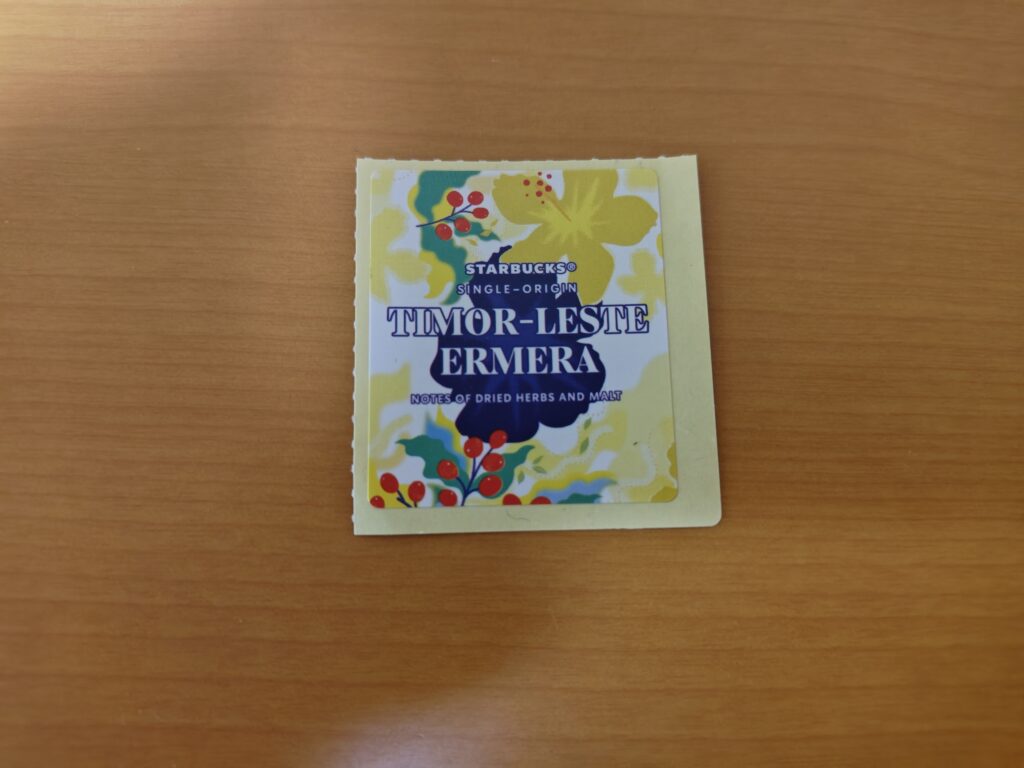 STARBUCKS®
SINGLE-ORIGIN
TIMOR-LESTE
ERMERA
NOTES OF DRIED HERBS AND MALT